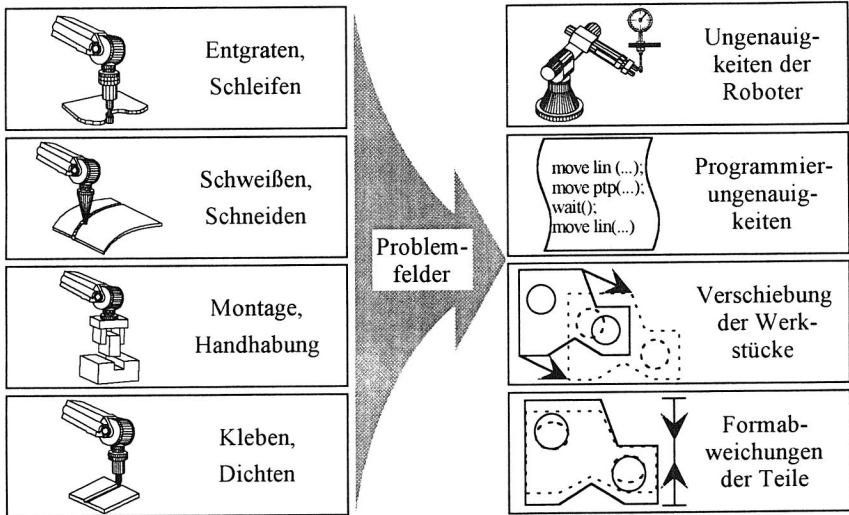 Entgraten,
Schleifen
Schweißen,
Schneiden
Montage,
Handhabung
Kleben,
Dichten
Problem-
felder
Ungenauig-
keiten der
Roboter
move lin (...);
move ptp(...);
wait();
move lin(...)
Programmier-
ungenauig-
keiten
Verschiebung
der Werk-
stücke
Formab-
weichungen
der Teile